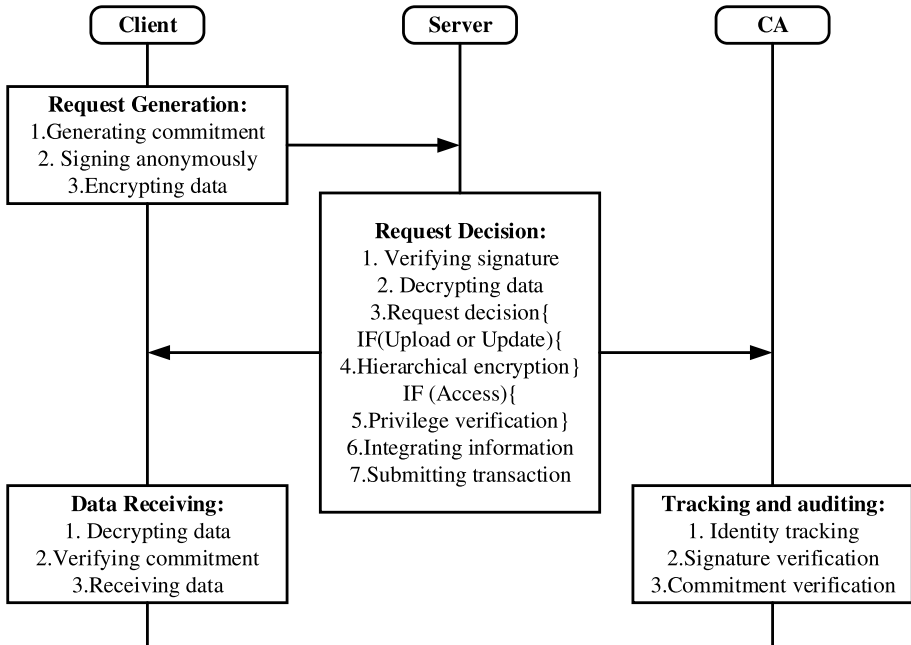 Client
Server
CA
Request Generation:
1.Generating commitment
2. Signing anonymously
3.Encrypting data
Request Decision:
1. Verifying signature
2. Decrypting data
3.Request decision{
IF(Upload or Update){
4.Hierarchical encryption}
IF (Access){
5.Privilege verification}
6.Integrating information
7.Submitting transaction
Data Receiving:
1. Decrypting data
2.Verifying commitment
3.Receiving data
Tracking and auditing:
1. Identity tracking
2.Signature verification
3.Commitment verification